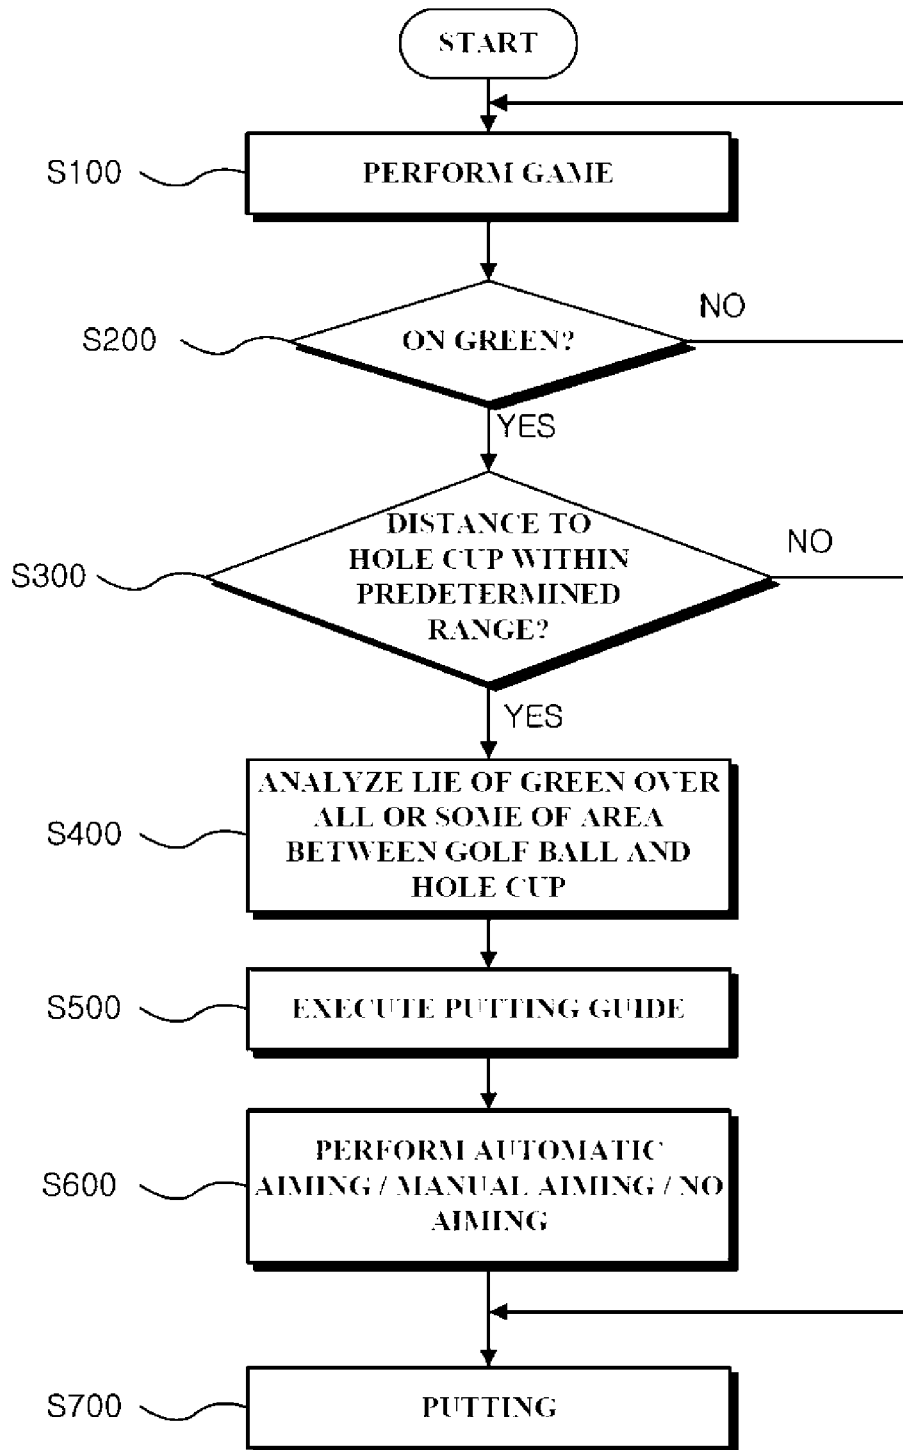 START
S100
PERFORM GAME
NO
S200
ON GREEN?
YES
DISTANCE TO
NO
HOLE CUP WITHIN
S300
PREDETERMINED
RANGE?
YES
ANALYZE LIE OF GREEN OVER
ALL OR SOME OF AREA
S400
BETWEEN GOLF BALL AND
HOLE CUP
S500
EXECUTE PUTTING GUIDE
PERFORM AUTOMATIC
S600
AIMING / MANUAL AIMING / NO
AIMING
S700
PUTTING